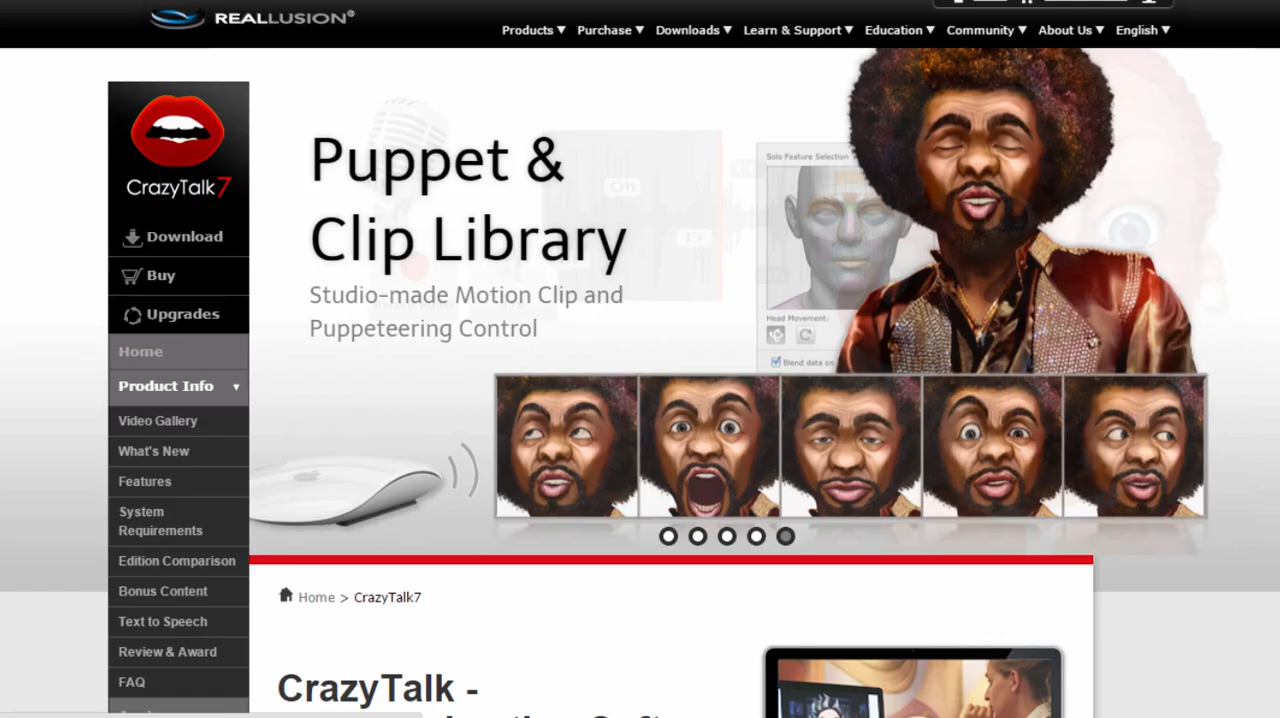 REALLUSION®
Products ▼ Purchase ▼ Downloads ▼ Learn & Support ▼ Education ▼ Community ▼ About Us ▼ English ▼
CrazyTalk7
Download
Buy
Upgrades
Home
Product Info ▼
Video Gallery
What's New
Features
System
Requirements
Edition Comparison
Bonus Content
Text to Speech
Review & Award
FAQ
Puppet &
Clip Library
Studio-made Motion Clip and
Puppeteering Control
Oh
Er
Solo Feature Selection
Head Movement:
Blend data on
Home > CrazyTalk7
CrazyTalk -